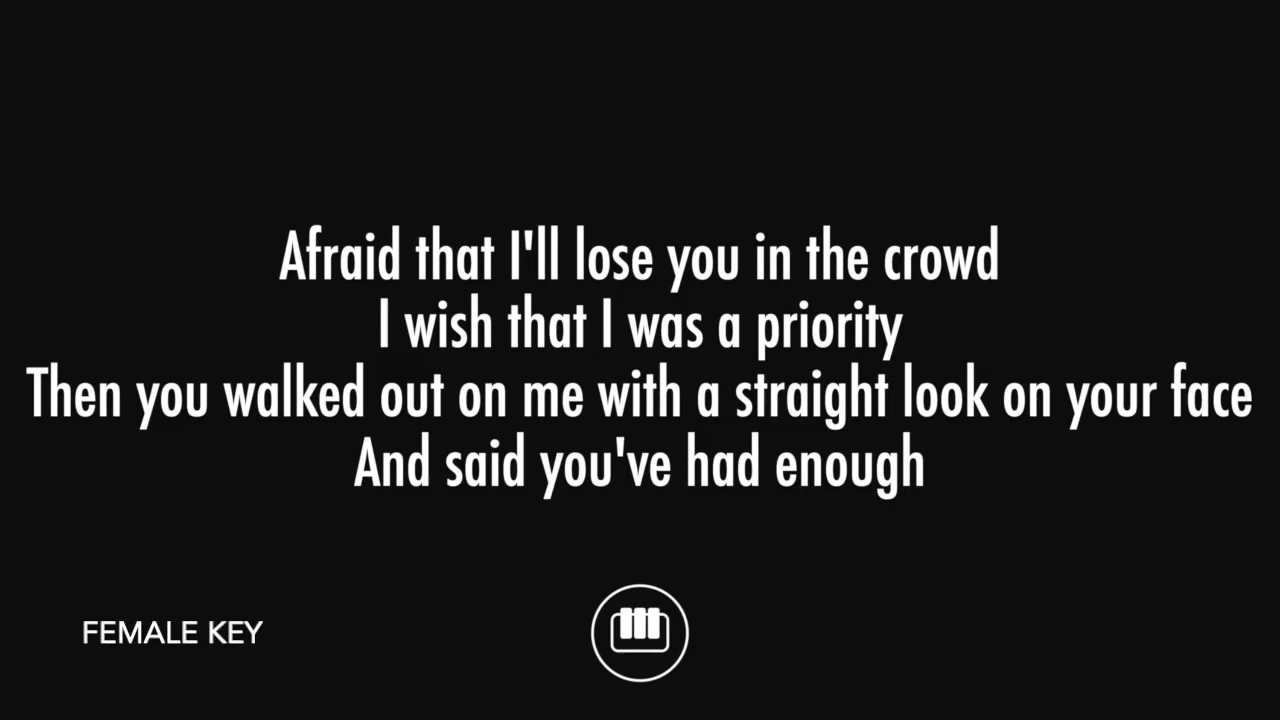 Afraid that I'll lose you in the crowd
I wish that I was a priority
Then you walked out on me with a straight look on your face
And said you've had enough
FEMALE KEY